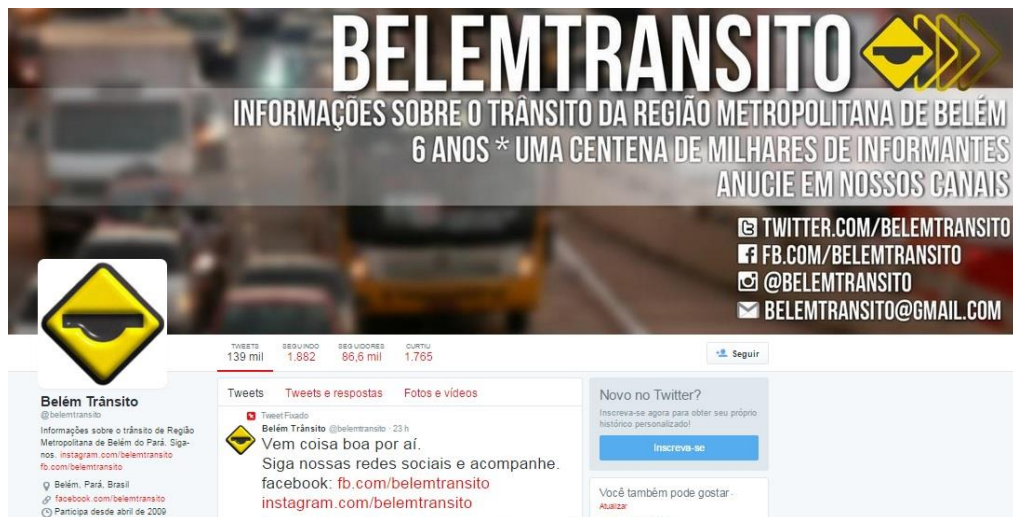 BELEMTRANSITO
INFORMAÇÕES SOBRE O TRÂNSITO DA REGIÃO METROPOLITANA DE BELÉM
6 ANOS * UMA CENTENA DE MILHARES DE INFORMANTES
ANUCIE EM NOSSOS CANAIS
TWITTER.COM/BELEMTRANSITO
FB.COM/BELEMTRANSITO
@BELEMTRANSITO
BELEMTRANSITO@GMAIL.COM
TWEETS SEGUINDO SEGUIDORES CURTIU
139 mil 1.882 86,6 mil 1.765
Seguir
Belém Trânsito
@belemtransito
Informações sobre o trânsito de Região
Metropolitana de Belém do Pará. Siga-
nos. instagram.com/belemtransito
fb.com/belemtransito
Belém, Pará, Brasil
facebook.com/belemtransito
Participa desde abril de 2009
Tweets Tweets e respostas Fotos e vídeos
Tweet Fixado
Belém Trânsito @belemtransito · 23 h
Vem coisa boa por aí.
Siga nossas redes sociais e acompanhe.
facebook: fb.com/belemtransito
instagram.com/belemtransito
Novo no Twitter?
Inscreva-se agora para obter seu próprio
histórico personalizado!
Inscreva-se
Você também pode gostar ·
Atualizar